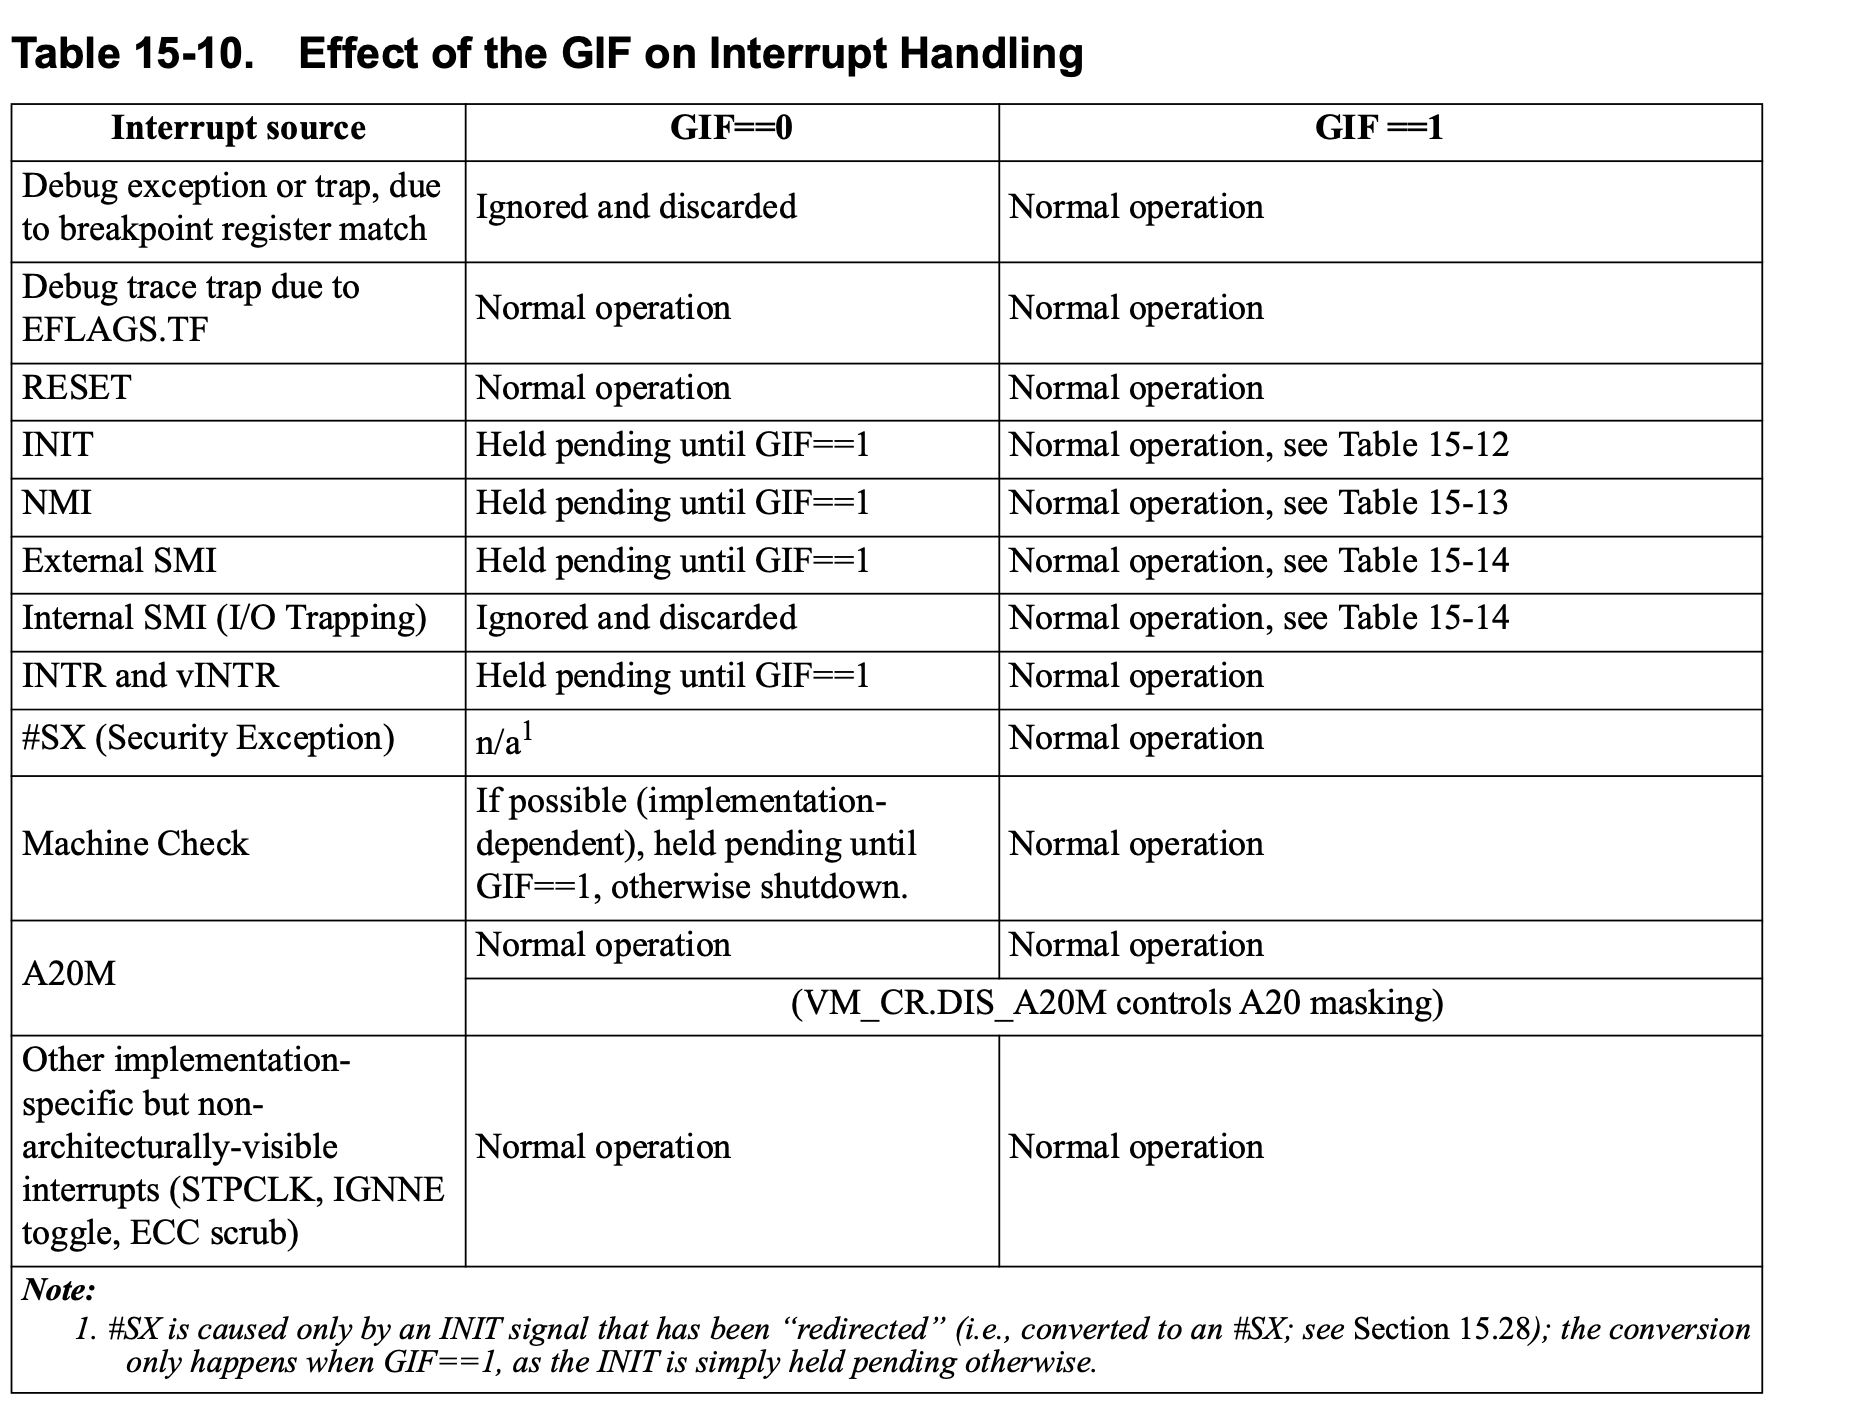 Table 15-10. Effect of the GIF on Interrupt Handling
Interrupt source GIF==0 GIF ==1
Debug exception or trap, due
to breakpoint register match
Ignored and discarded
Normal operation
Debug trace trap due to
EFLAGS.TF
Normal operation
Normal operation
RESET Normal operation Normal operation
INIT Held pending until GIF==1 Normal operation, see Table 15-12
NMI Held pending until GIF==1 Normal operation, see Table 15-13
External SMI Held pending until GIF==1 Normal operation, see Table 15-14
Internal SMI (I/O Trapping) Ignored and discarded Normal operation, see Table 15-14
INTR and vINTR Held pending until GIF==1 Normal operation
#SX (Security Exception) n/a1 Normal operation
Machine Check
If possible (implementation-
dependent), held pending until
GIF==1, otherwise shutdown.
Normal operation
A20M
Normal operation Normal operation
(VM_CR.DIS_A20M controls A20 masking)
Other implementation-
specific but non-
architecturally-visible
interrupts (STPCLK, IGNNE
toggle, ECC scrub)
Normal operation
Normal operation
Note:
1. #SX is caused only by an INIT signal that has been “redirected” (i.e., converted to an #SX; see Section 15.28); the conversion
only happens when GIF==1, as the INIT is simply held pending otherwise.